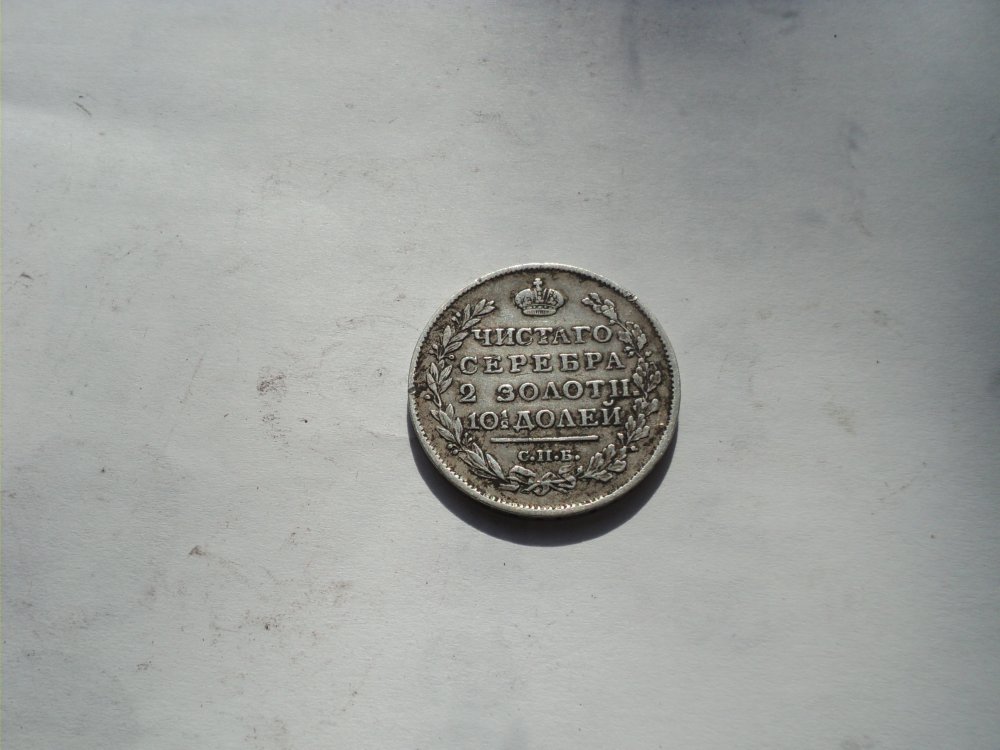 ЧИСТАГО
СЕРЕБРА
2 ЗОЛОТН.
10½ ДОЛЕЙ
С.П.Б.